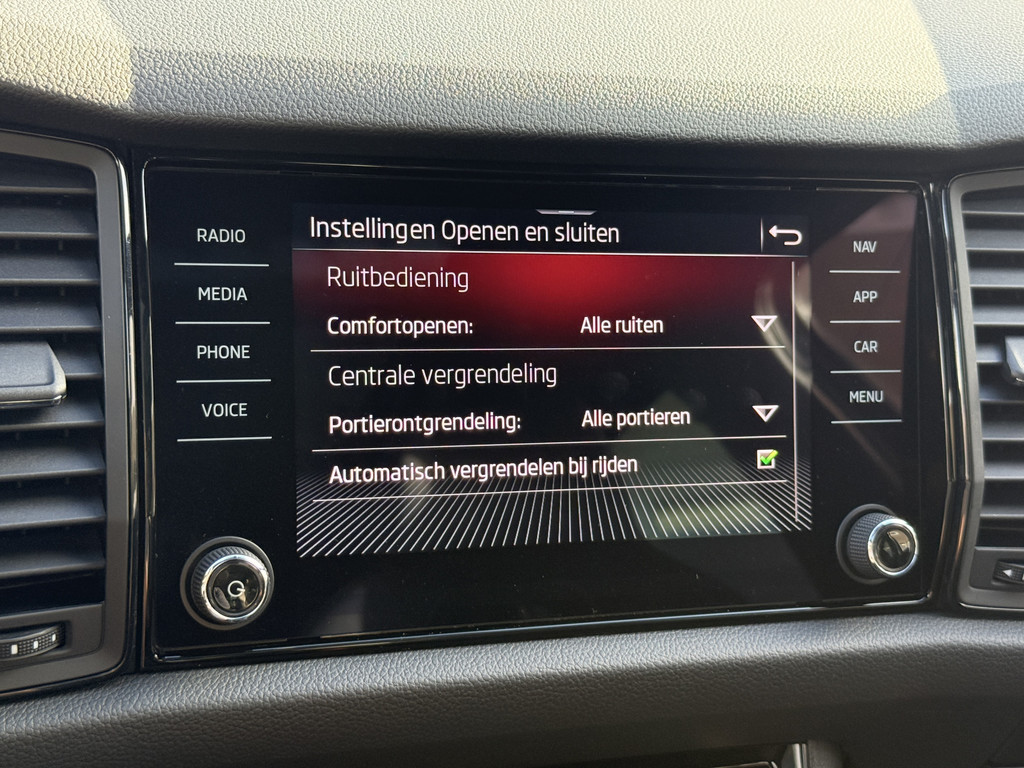 RADIO
MEDIA
PHONE
VOICE
Instellingen Openen en sluiten
Ruitbediening
Comfortopenen: Alle ruiten
Centrale vergrendeling
Portierontgrendeling: Alle portieren
Automatisch vergrendelen bij rijden
NAV
APP
CAR
MENU